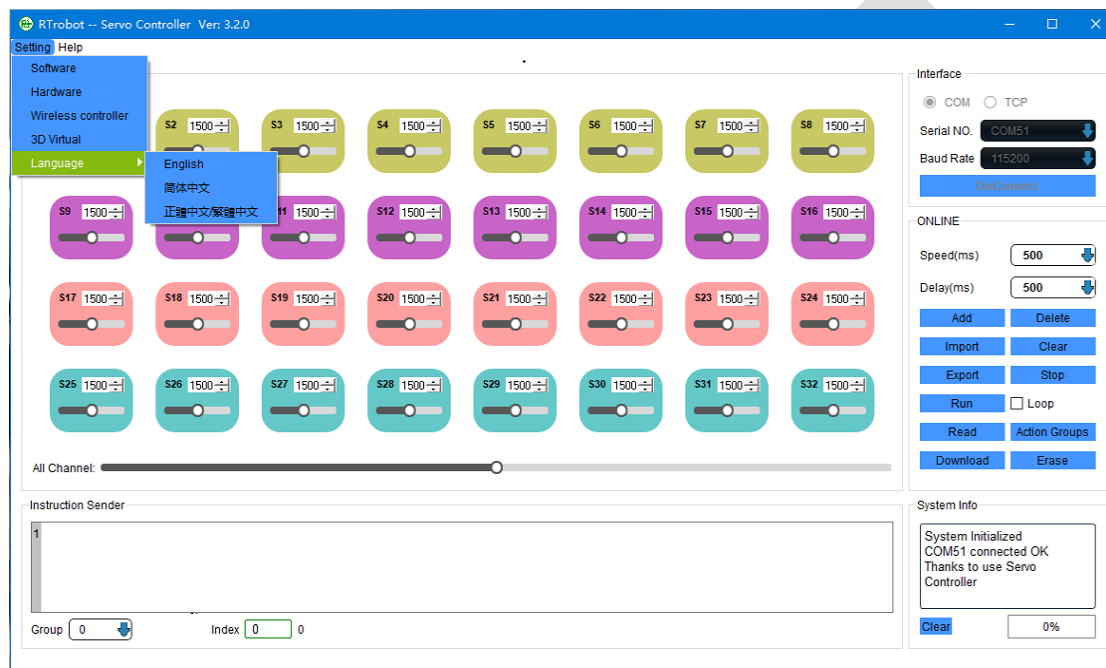 RTrobot -- Servo Controller Ver: 3.2.0
Setting Help
Software
Hardware
Wireless controller
3D Virtual
Language
English
简体中文
正體中文/繁體中文
S2 1500
S3 1500
S4 1500
S5 1500
S6 1500
S7 1500
S8 1500
S9 1500
1500
S12 1500
S13 1500
S14 1500
S15 1500
S16 1500
S17 1500
S18 1500
S19 1500
S20 1500
S21 1500
S22 1500
S23 1500
S24 1500
S25 1500
S26 1500
S27 1500
S28 1500
S29 1500
S30 1500
S31 1500
S32 1500
All Channel:
Interface
COM TCP
Serial NO. COM51
Baud Rate 115200
DisConnect
ONLINE
Speed(ms) 500
Delay(ms) 500
Add Delete
Import Clear
Export Stop
Run Loop
Read Action Groups
Download Erase
Instruction Sender
1
Group 0 Index 0 0
System Info
System Initialized
COM51 connected OK
Thanks to use Servo
Controller
Clear 0%